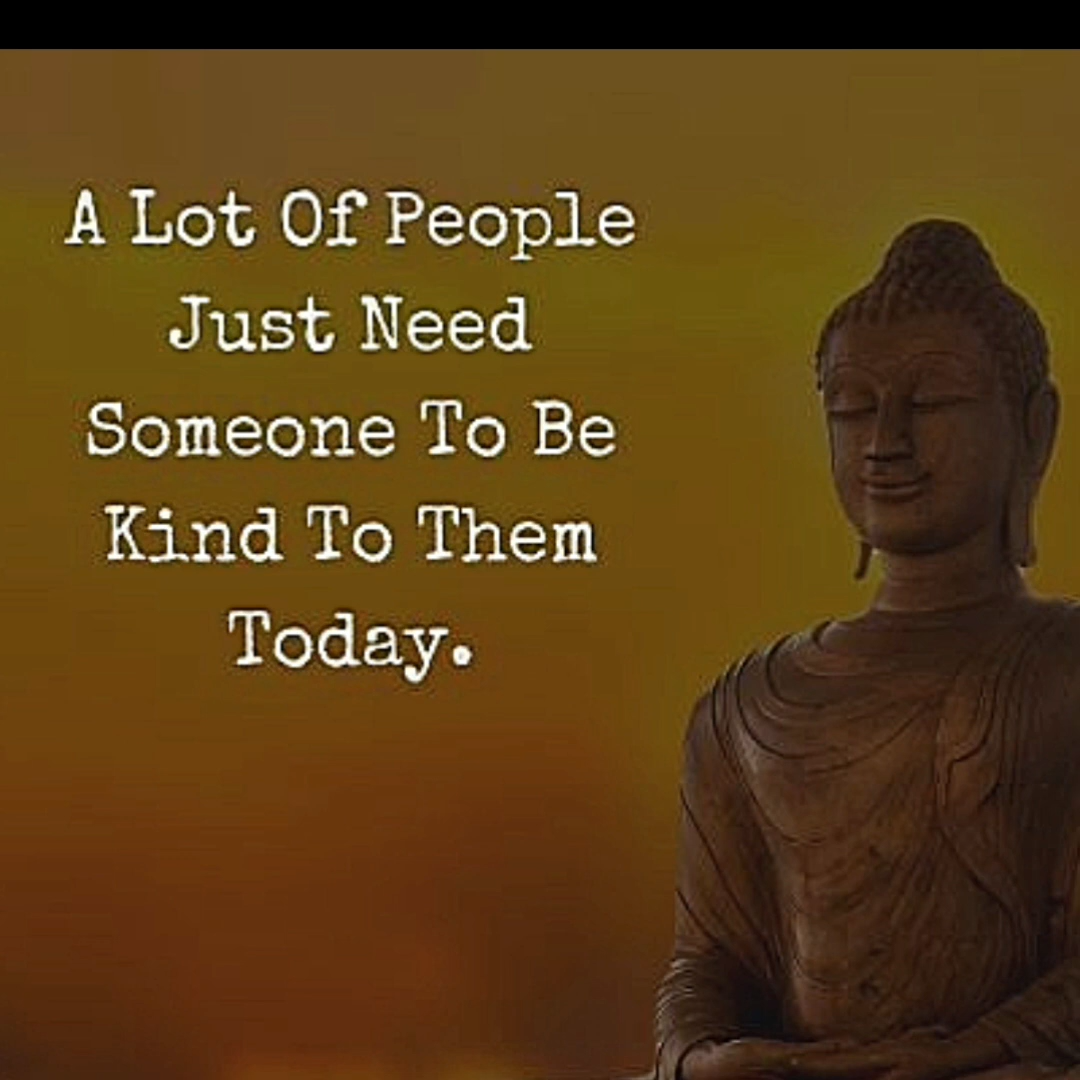 A Lot Of People
Just Need
Someone To Be
Kind To Them
Today.